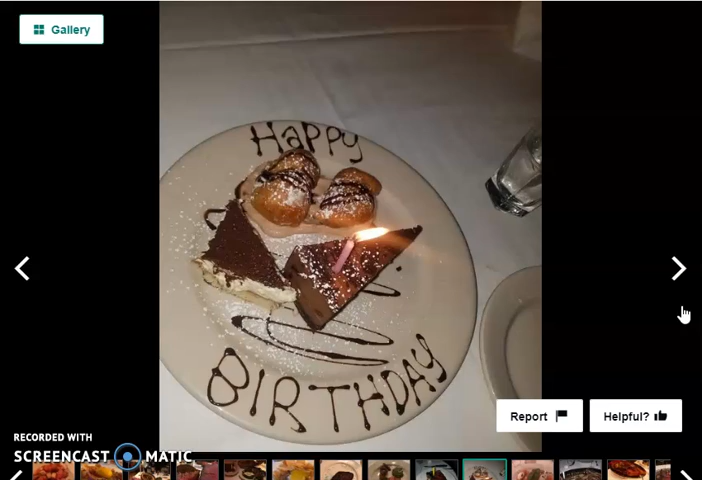 Gallery
Happy
BIRTHDAY
Report
Helpful?
RECORDED WITH
SCREENCAST MATIC